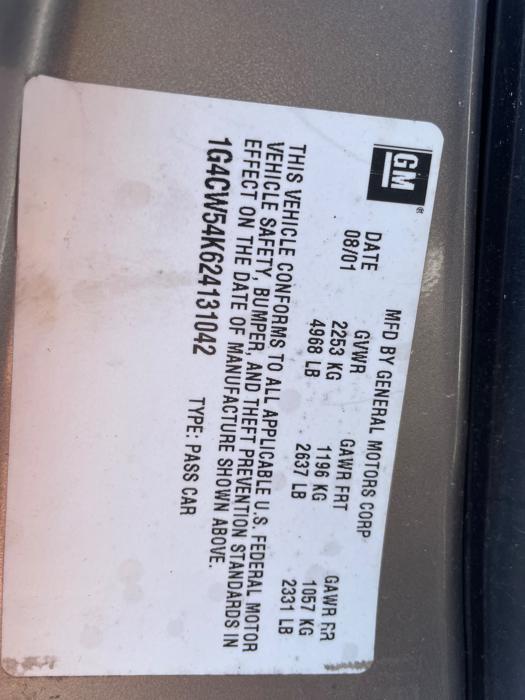 GM®
MFD BY GENERAL MOTORS CORP
DATE GVWR GAWR FRT GAWR RR
08/01 2253 KG 1196 KG 1057 KG
4968 LB 2637 LB 2331 LB
THIS VEHICLE CONFORMS TO ALL APPLICABLE U.S. FEDERAL MOTOR
VEHICLE SAFETY, BUMPER, AND THEFT PREVENTION STANDARDS IN
EFFECT ON THE DATE OF MANUFACTURE SHOWN ABOVE.
1G4CW54K624131042 TYPE: PASS CAR